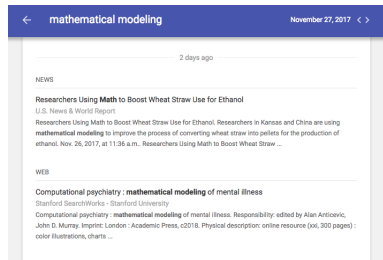 mathematical modeling
November 27, 2017
2 days ago
NEWS
Researchers Using Math to Boost Wheat Straw Use for Ethanol
U.S. News & World Report
Researchers Using Math to Boost Wheat Straw Use for Ethanol. Researchers in Kansas and China are using
mathematical modeling to improve the process of converting wheat straw into pellets for the production of
ethanol. Nov. 26, 2017, at 11:36 a.m.. Researchers Using Math to Boost Wheat Straw ...
WEB
Computational psychiatry : mathematical modeling of mental illness
Stanford SearchWorks - Stanford University
Computational psychiatry : mathematical modeling of mental illness. Responsibility: edited by Alan Anticevic,
John D. Murray. Imprint: London : Academic Press, c2018. Physical description: online resource (xxi, 300 pages) :
color illustrations, charts ...